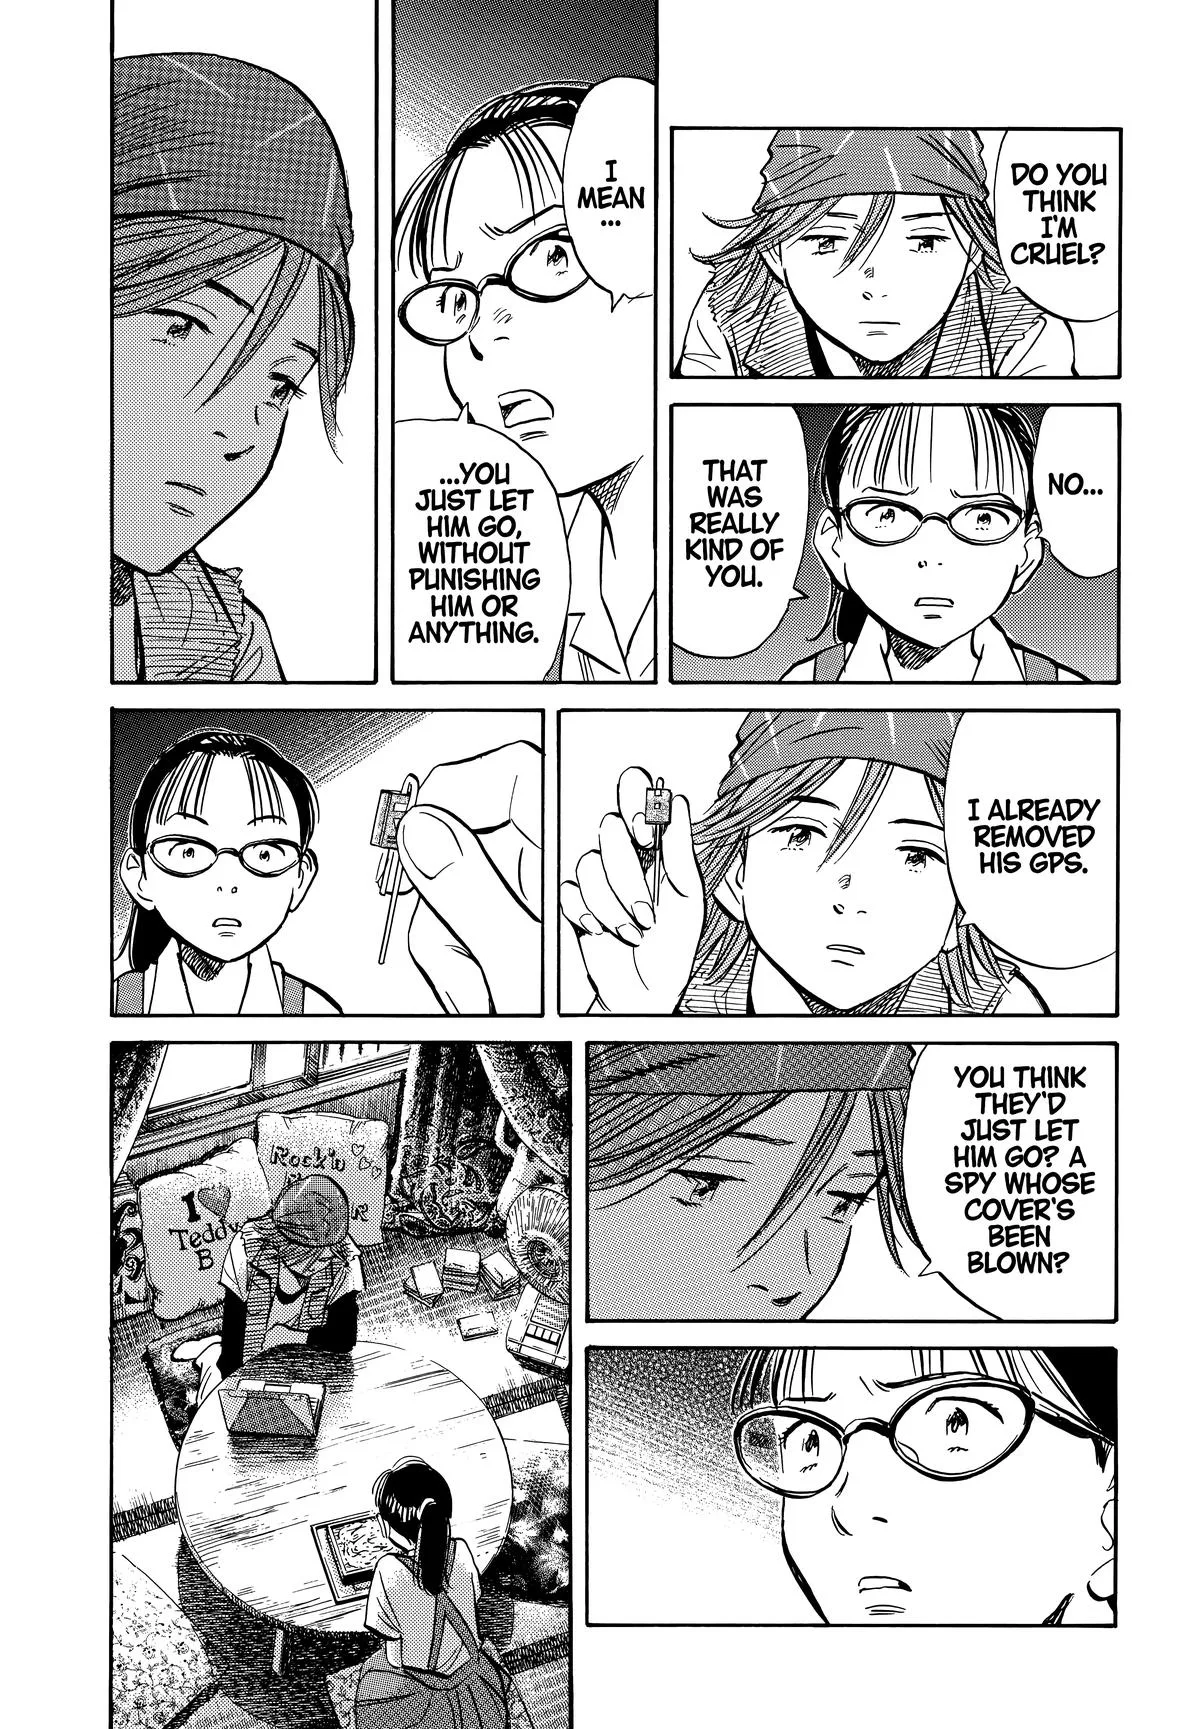 DO YOU
THINK
I'M
CRUEL?
NO...
THAT
WAS
REALLY
KIND OF
YOU.
I
MEAN
...
...YOU
JUST LET
HIM GO,
WITHOUT
PUNISHING
HIM OR
ANYTHING.
I ALREADY
REMOVED
HIS GPS.
YOU THINK
THEY'D
JUST LET
HIM GO? A
SPY WHOSE
COVER'S
BEEN
BLOWN?
Rock'n
R
I
Teddy
B